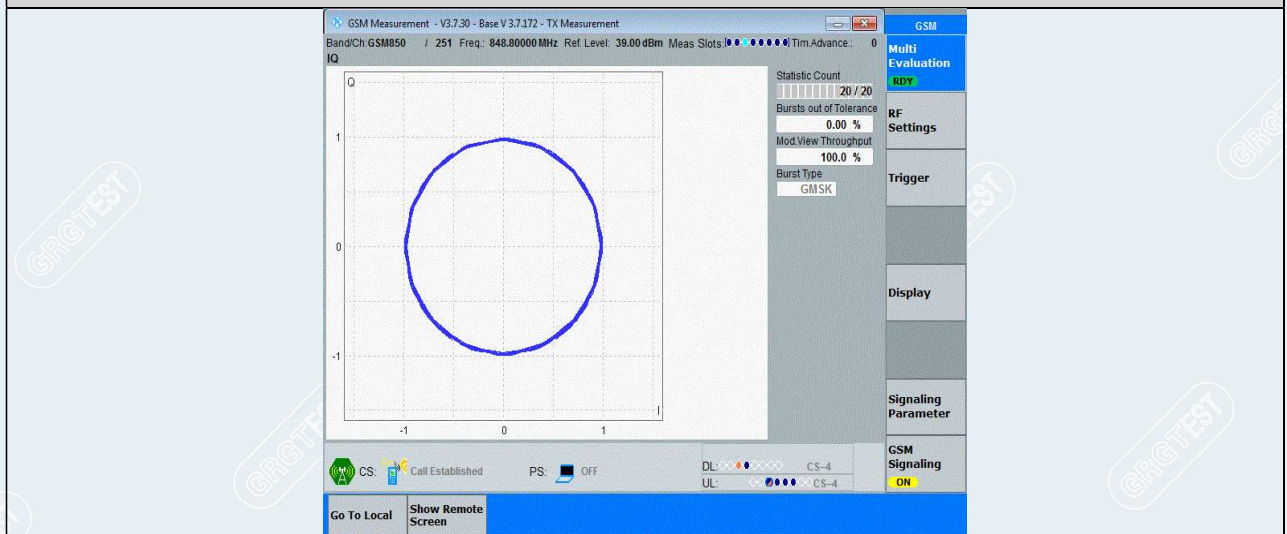 GSM Measurement - V3.7.30 - Base V 3.7.172 - TX Measurement
GSM
Band/Ch:GSM850 / 251 Freq.: 848.80000 MHz Ref. Level: 39.00 dBm Meas Slots: Tim.Advance.: 0
IQ
Multi
Evaluation
RDY
Q
1
0
-1
I
-1 0 1
Statistic Count
20 / 20
Bursts out of Tolerance
0.00 %
Mod.View Throughput
100.0 %
Burst Type
GMSK
RF
Settings
Trigger
Display
Signaling
Parameter
GSM
Signaling
ON
CS: Call Established PS: OFF
DL: CS-4
UL: CS-4
Go To Local
Show Remote
Screen
GRGTEST
GRGTEST
GRGTEST
GRGTEST